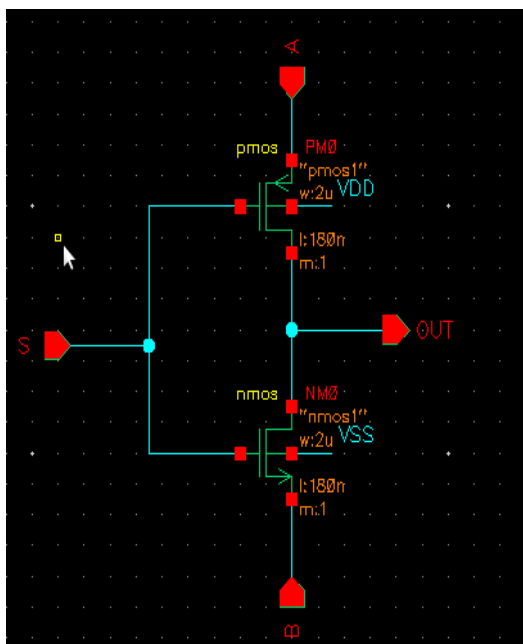 A
pmos PM0
"pmos1".
w:2u VDD
l:180n
m:1
S
OUT
nmos NM0
"nmos1".
w:2u VSS
l:180n
m:1
B